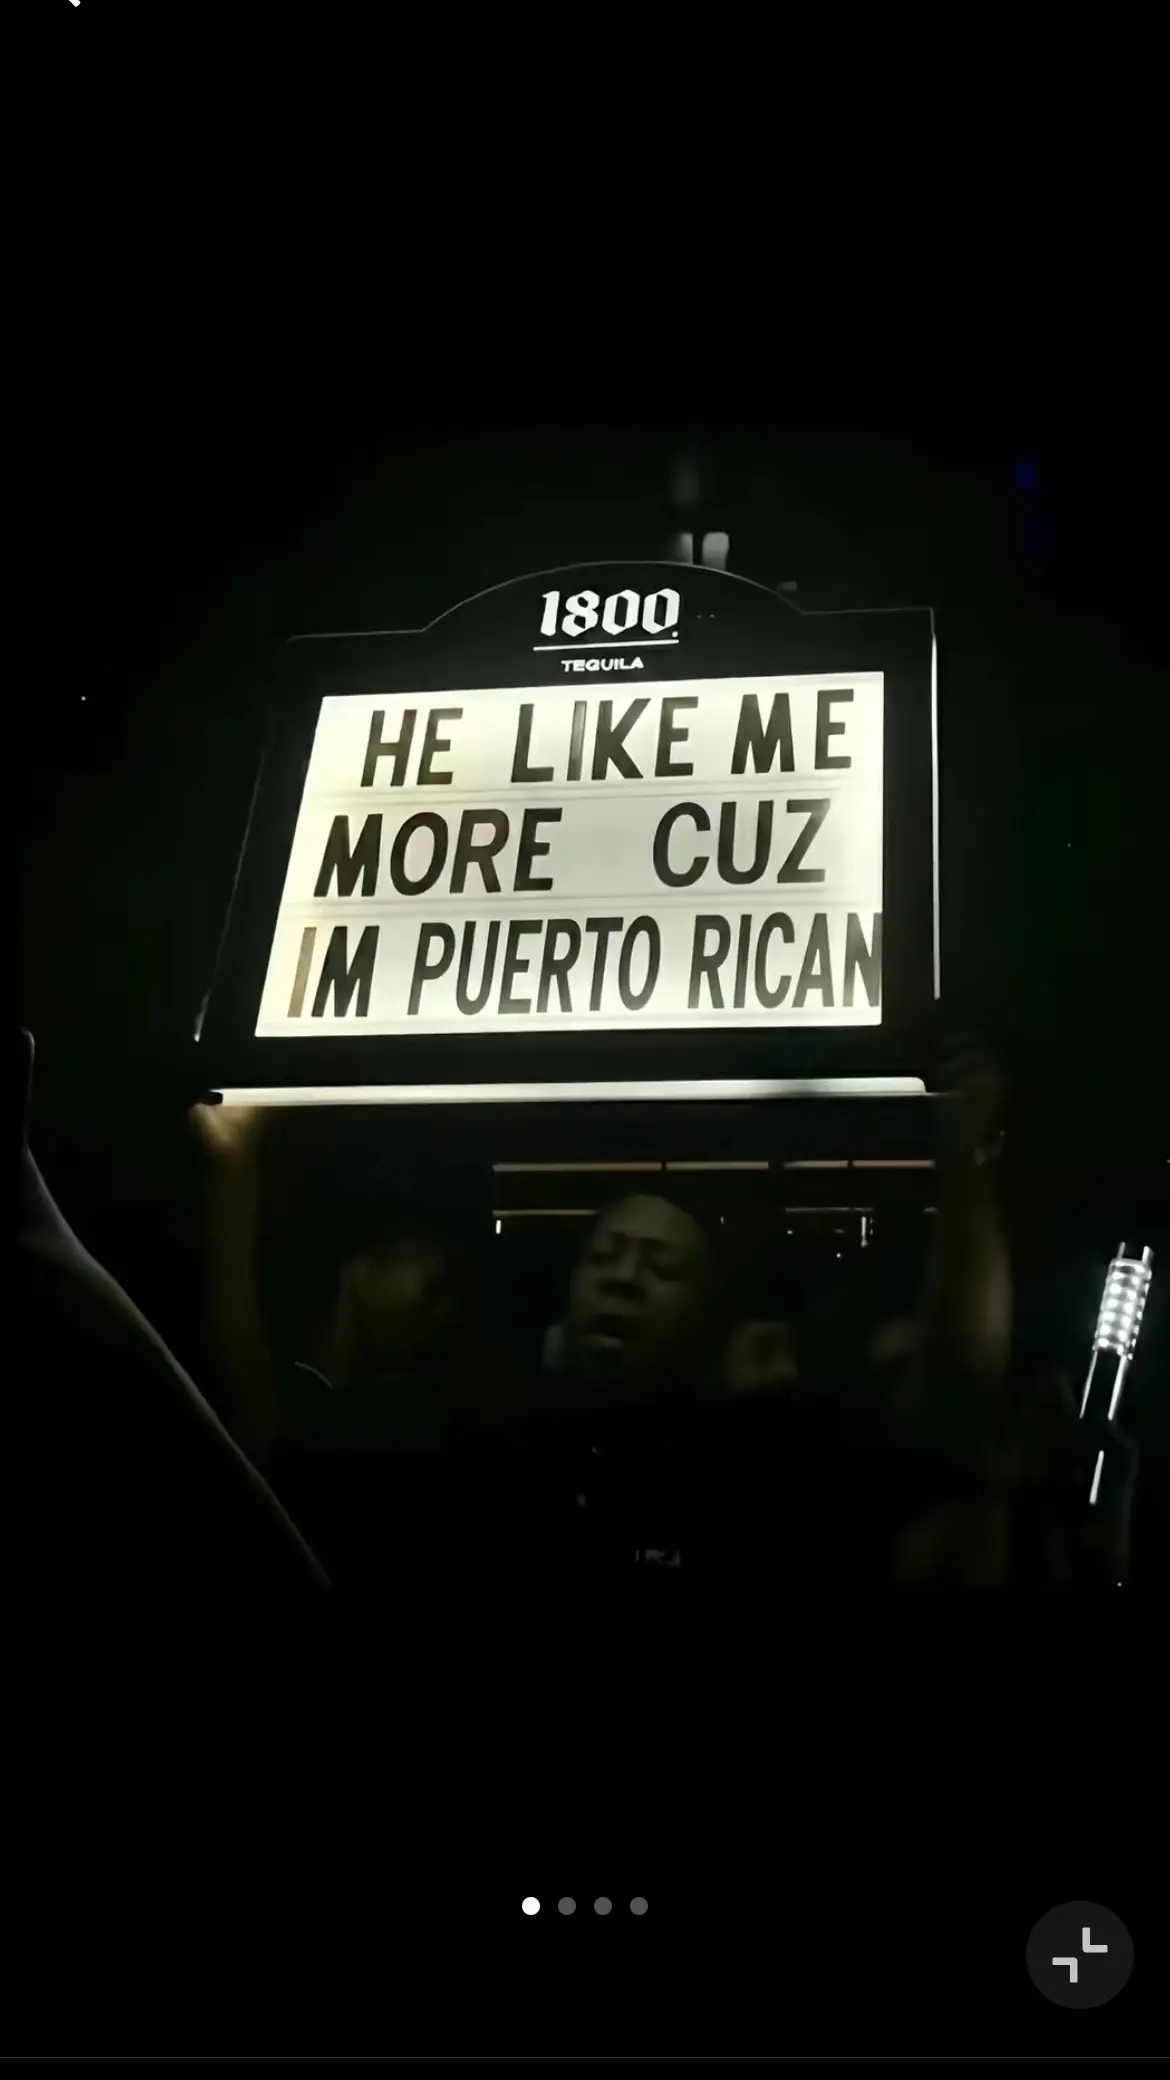 1800
TEQUILA
HE LIKE ME
MORE CUZ
IM PUERTO RICAN